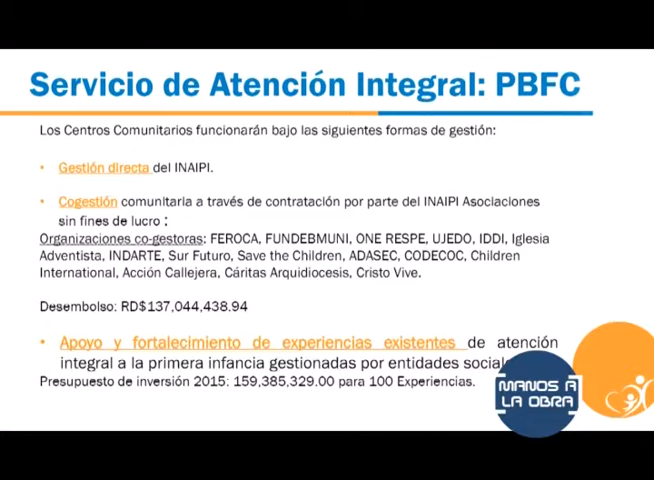 Servicio de Atención Integral: PBFC
Los Centros Comunitarios funcionarán bajo las siguientes formas de gestión:
• Gestión directa del INAIPI.
• Cogestión comunitaria a través de contratación por parte del INAIPI Asociaciones
sin fines de lucro :
Organizaciones co-gestoras: FEROCA, FUNDEBMUNI, ONE RESPE, UJEDO, IDDI, Iglesia
Adventista, INDARTE, Sur Futuro, Save the Children, ADASEC, CODECOC, Children
International, Acción Callejera, Cáritas Arquidiocesis, Cristo Vive.
Desembolso: RD$137,044,438.94
• Apoyo y fortalecimiento de experiencias existentes de atención
integral a la primera infancia gestionadas por entidades
Presupuesto de inversión 2015: 159,385,329.00 para 100 Experiencias.
MANOS A
LA OBRA